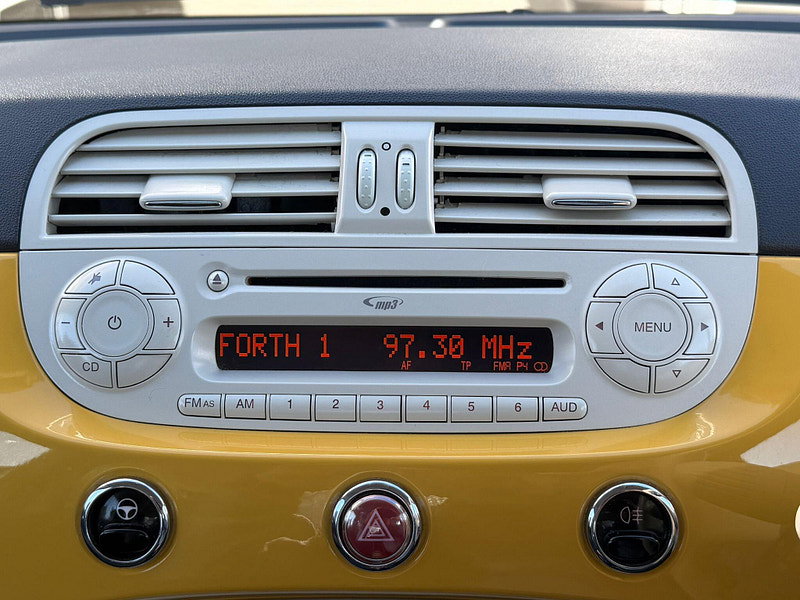 mp3
FORTH 1 97.30 MHz
AF TP FMA P4
CD
MENU
FM AS AM 1 2 3 4 5 6 AUD